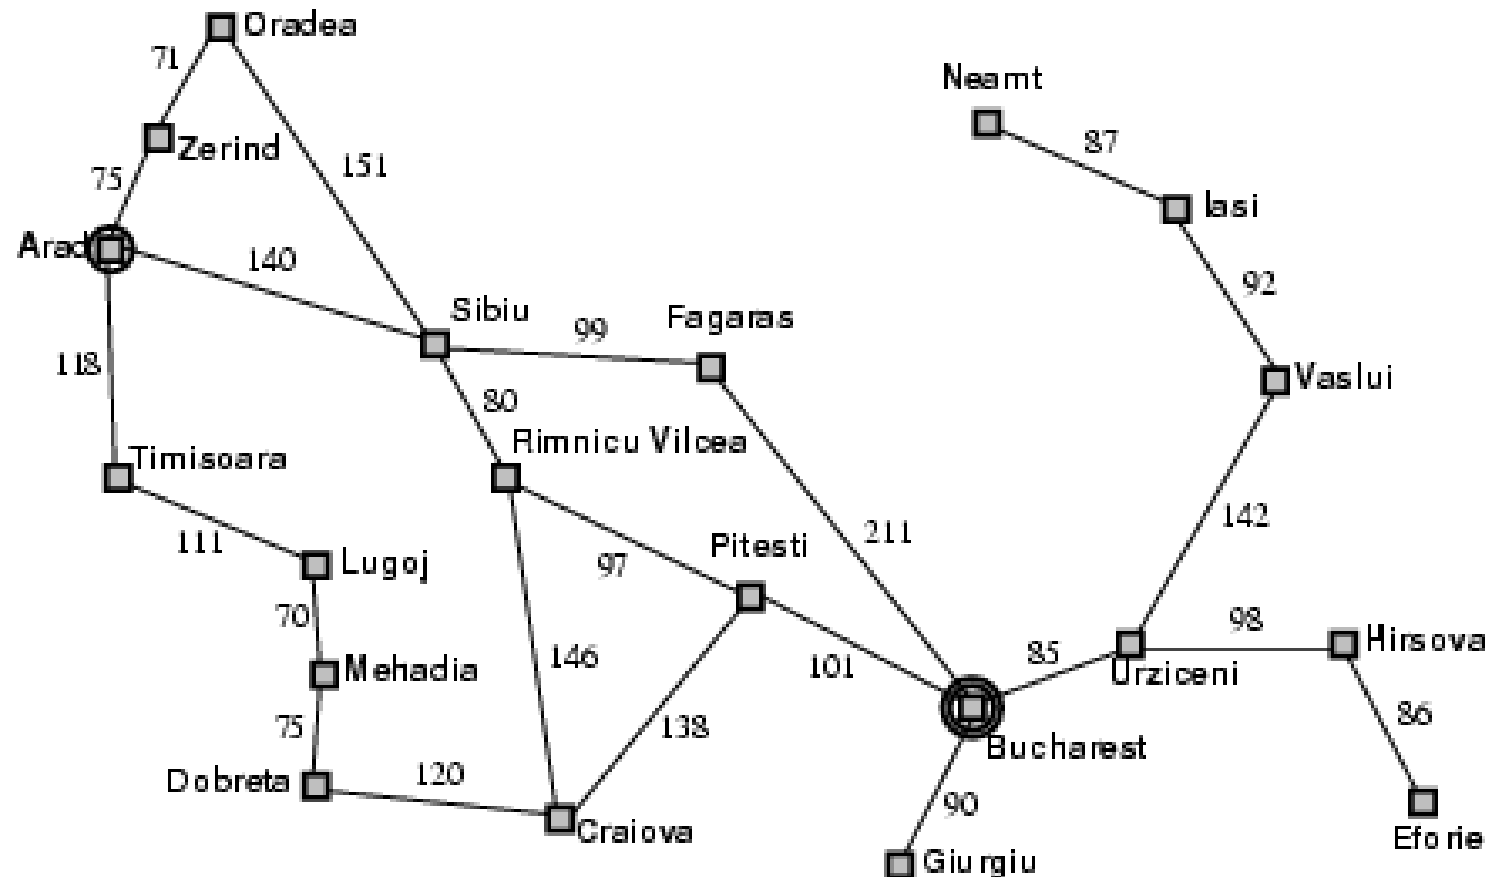 Oradea
71
Neamt
87
Zerind
151
75
Iasi
Arad
140
92
Sibiu
Fagaras
99
118
Vaslui
80
Rimnicu Vilcea
Timisoara
142
211
111
Pitesti
Lugoj
97
70
98
Hirsova
146
85
Mehadia
101
Urziceni
86
75
138
Bucharest
Dobreta
120
90
Craiova
Eforie
Giurgiu